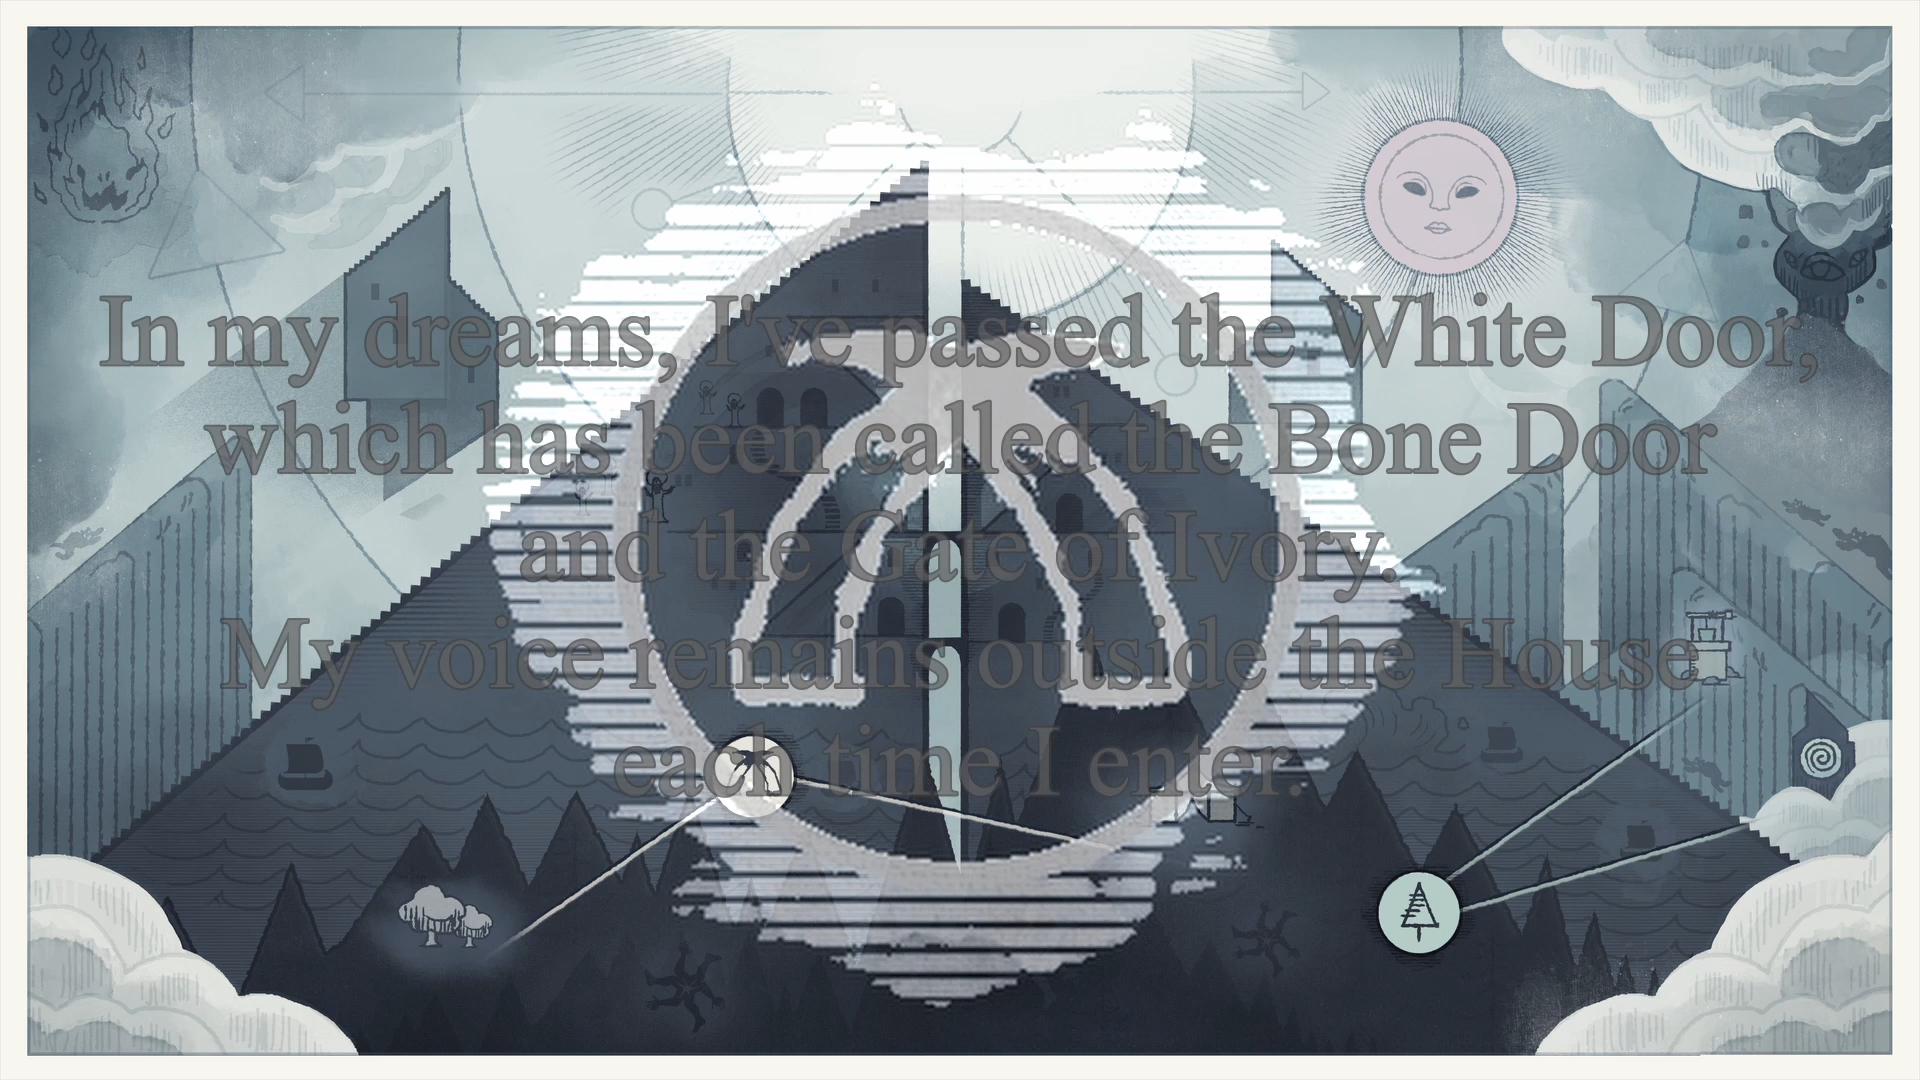 In my dreams, I've passed the White Door,
which has been called the Bone Door
and the Gate of Ivory.
My voice remains outside the House
each time I enter.